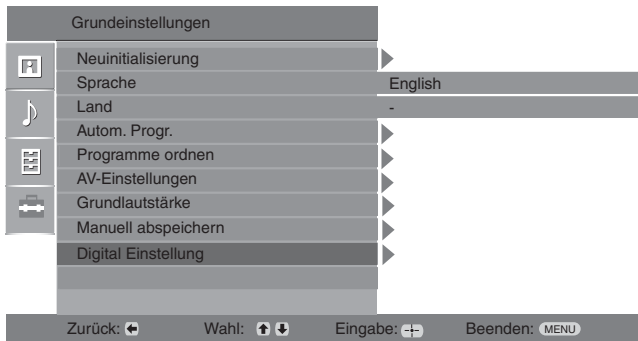 Grundeinstellungen
Neuinitialisierung
Sprache English
Land -
Autom. Progr.
Programme ordnen
AV-Einstellungen
Grundlautstärke
Manuell abspeichern
Digital Einstellung
Zurück: Wahl: Eingabe: Beenden: MENU